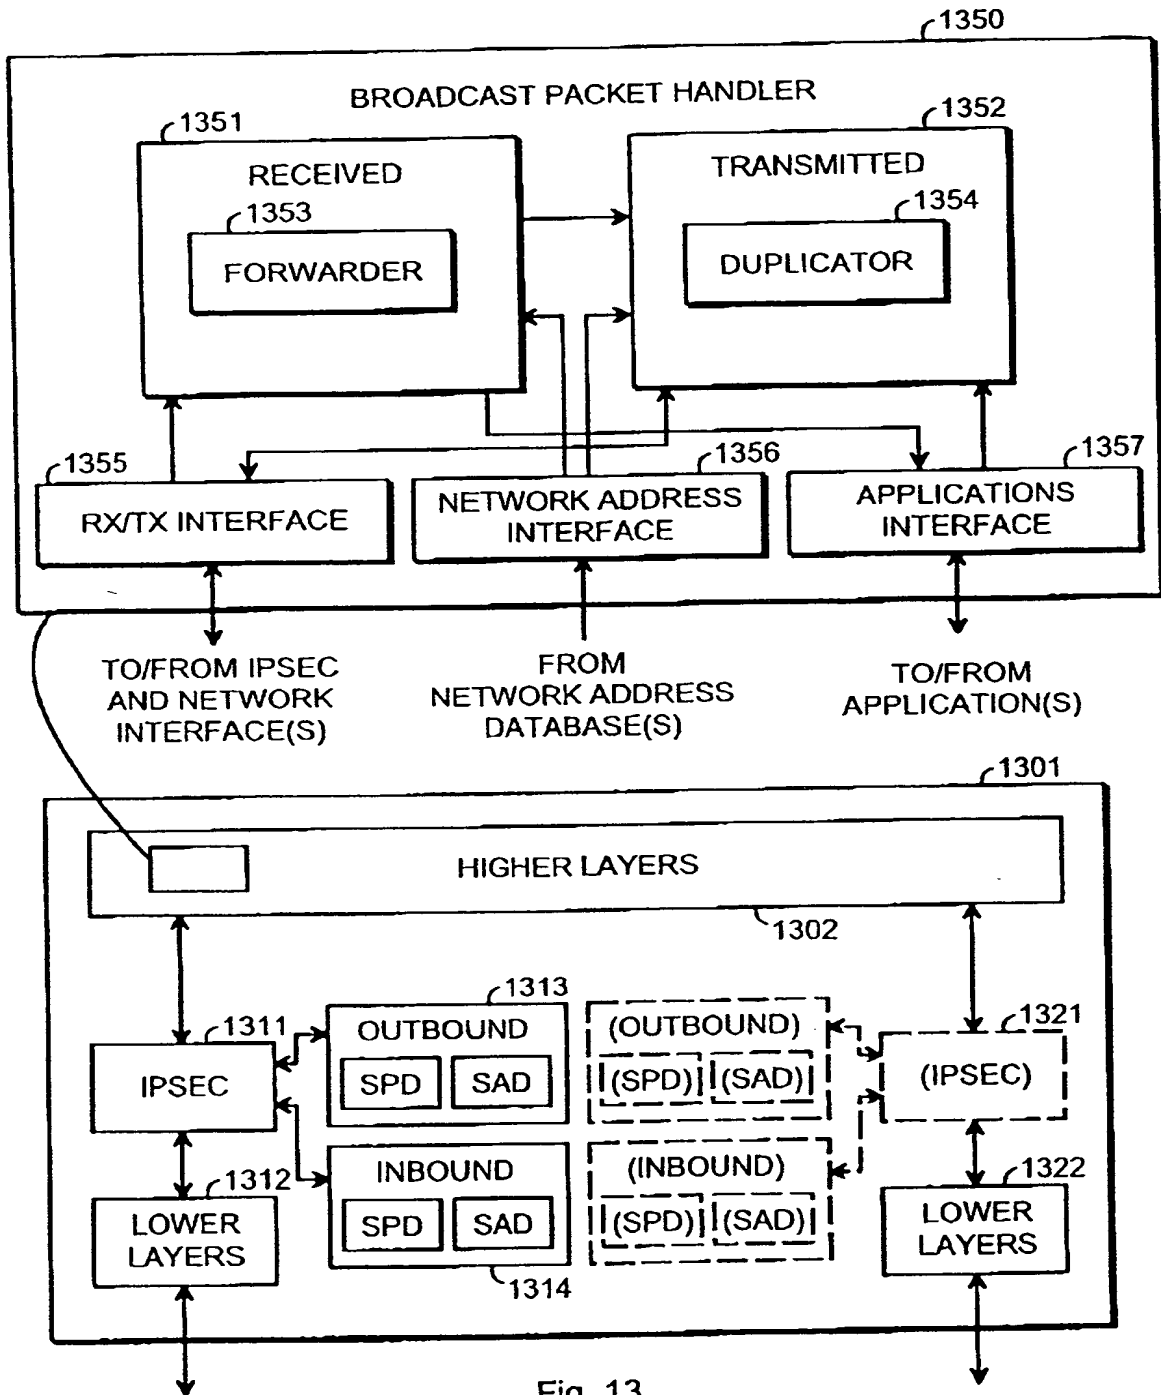 1350
BROADCAST PACKET HANDLER
1351
1352
RECEIVED
TRANSMITTED
1353
1354
FORWARDER
DUPLICATOR
1355
1356
1357
RX/TX INTERFACE
NETWORK ADDRESS
INTERFACE
APPLICATIONS
INTERFACE
TO/FROM IPSEC
AND NETWORK
INTERFACE(S)
FROM
NETWORK ADDRESS
DATABASE(S)
TO/FROM
APPLICATION(S)
1301
HIGHER LAYERS
1302
1311
IPSEC
1313
OUTBOUND
SPD
SAD
(OUTBOUND)
(SPD)
(SAD)
1321
(IPSEC)
1312
LOWER
LAYERS
INBOUND
SPD
SAD
1314
(INBOUND)
(SPD)
(SAD)
1322
LOWER
LAYERS
Fig. 13